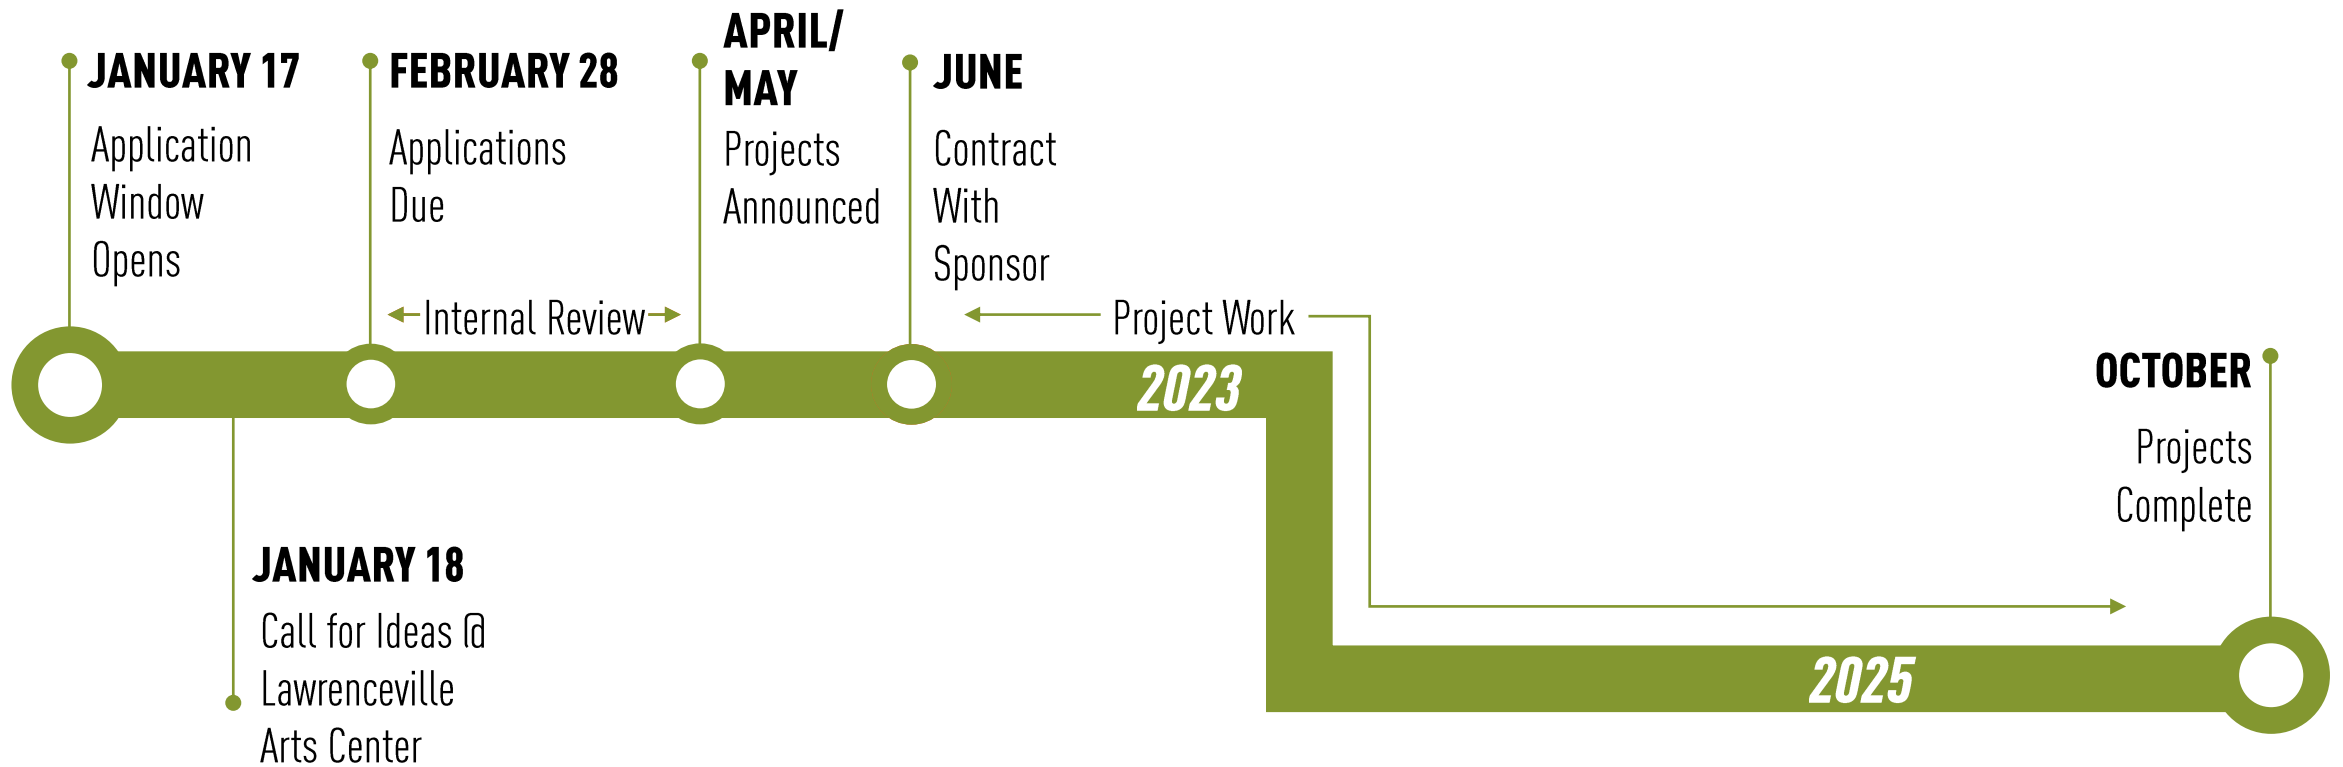 JANUARY 17
Application
Window
Opens
FEBRUARY 28
Applications
Due
APRIL/
MAY
Projects
Announced
JUNE
Contract
With
Sponsor
Internal Review
Project Work
2023
JANUARY 18
Call for Ideas @
Lawrenceville
Arts Center
OCTOBER
Projects
Complete
2025